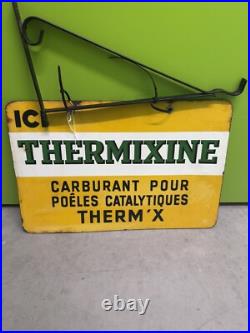 ICI
THERMIXINE
CARBURANT POUR
POÊLES CATALYTIQUES
THERM'X